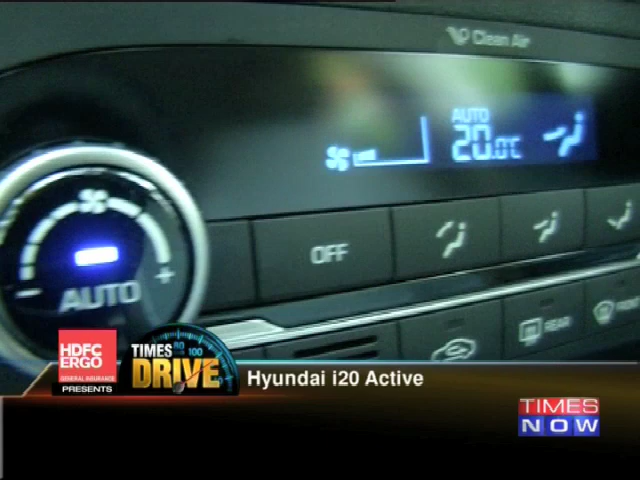 Clean Air
AUTO
20.0°C
OFF
- AUTO +
REAR
HDFC
ERGO
GENERAL INSURANCE
PRESENTS
TIMES
DRIVE
80
100
Hyundai i20 Active
TIMES
NOW